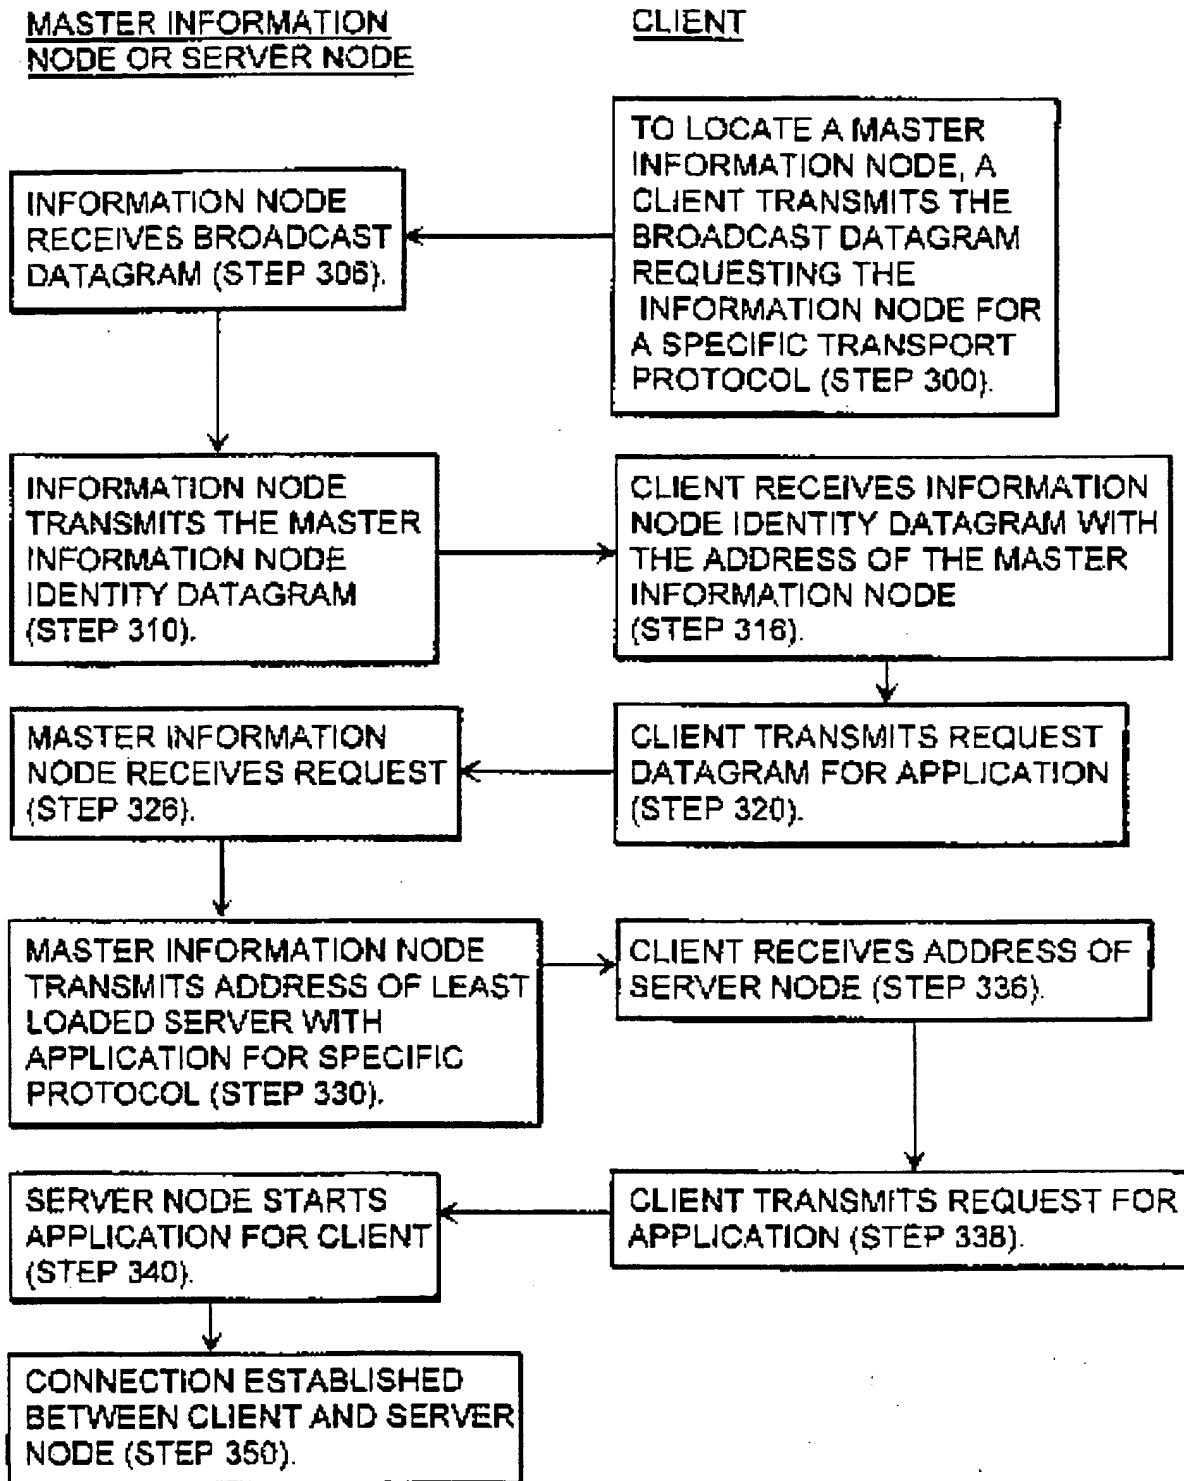 MASTER INFORMATION
NODE OR SERVER NODE
CLIENT
TO LOCATE A MASTER
INFORMATION NODE, A
CLIENT TRANSMITS THE
BROADCAST DATAGRAM
REQUESTING THE
INFORMATION NODE FOR
A SPECIFIC TRANSPORT
PROTOCOL (STEP 300).
INFORMATION NODE
RECEIVES BROADCAST
DATAGRAM (STEP 306).
INFORMATION NODE
TRANSMITS THE MASTER
INFORMATION NODE
IDENTITY DATAGRAM
(STEP 310).
CLIENT RECEIVES INFORMATION
NODE IDENTITY DATAGRAM WITH
THE ADDRESS OF THE MASTER
INFORMATION NODE
(STEP 316).
CLIENT TRANSMITS REQUEST
DATAGRAM FOR APPLICATION
(STEP 320).
MASTER INFORMATION
NODE RECEIVES REQUEST
(STEP 326).
MASTER INFORMATION NODE
TRANSMITS ADDRESS OF LEAST
LOADED SERVER WITH
APPLICATION FOR SPECIFIC
PROTOCOL (STEP 330).
CLIENT RECEIVES ADDRESS OF
SERVER NODE (STEP 336).
CLIENT TRANSMITS REQUEST FOR
APPLICATION (STEP 338).
SERVER NODE STARTS
APPLICATION FOR CLIENT
(STEP 340).
CONNECTION ESTABLISHED
BETWEEN CLIENT AND SERVER
NODE (STEP 350).